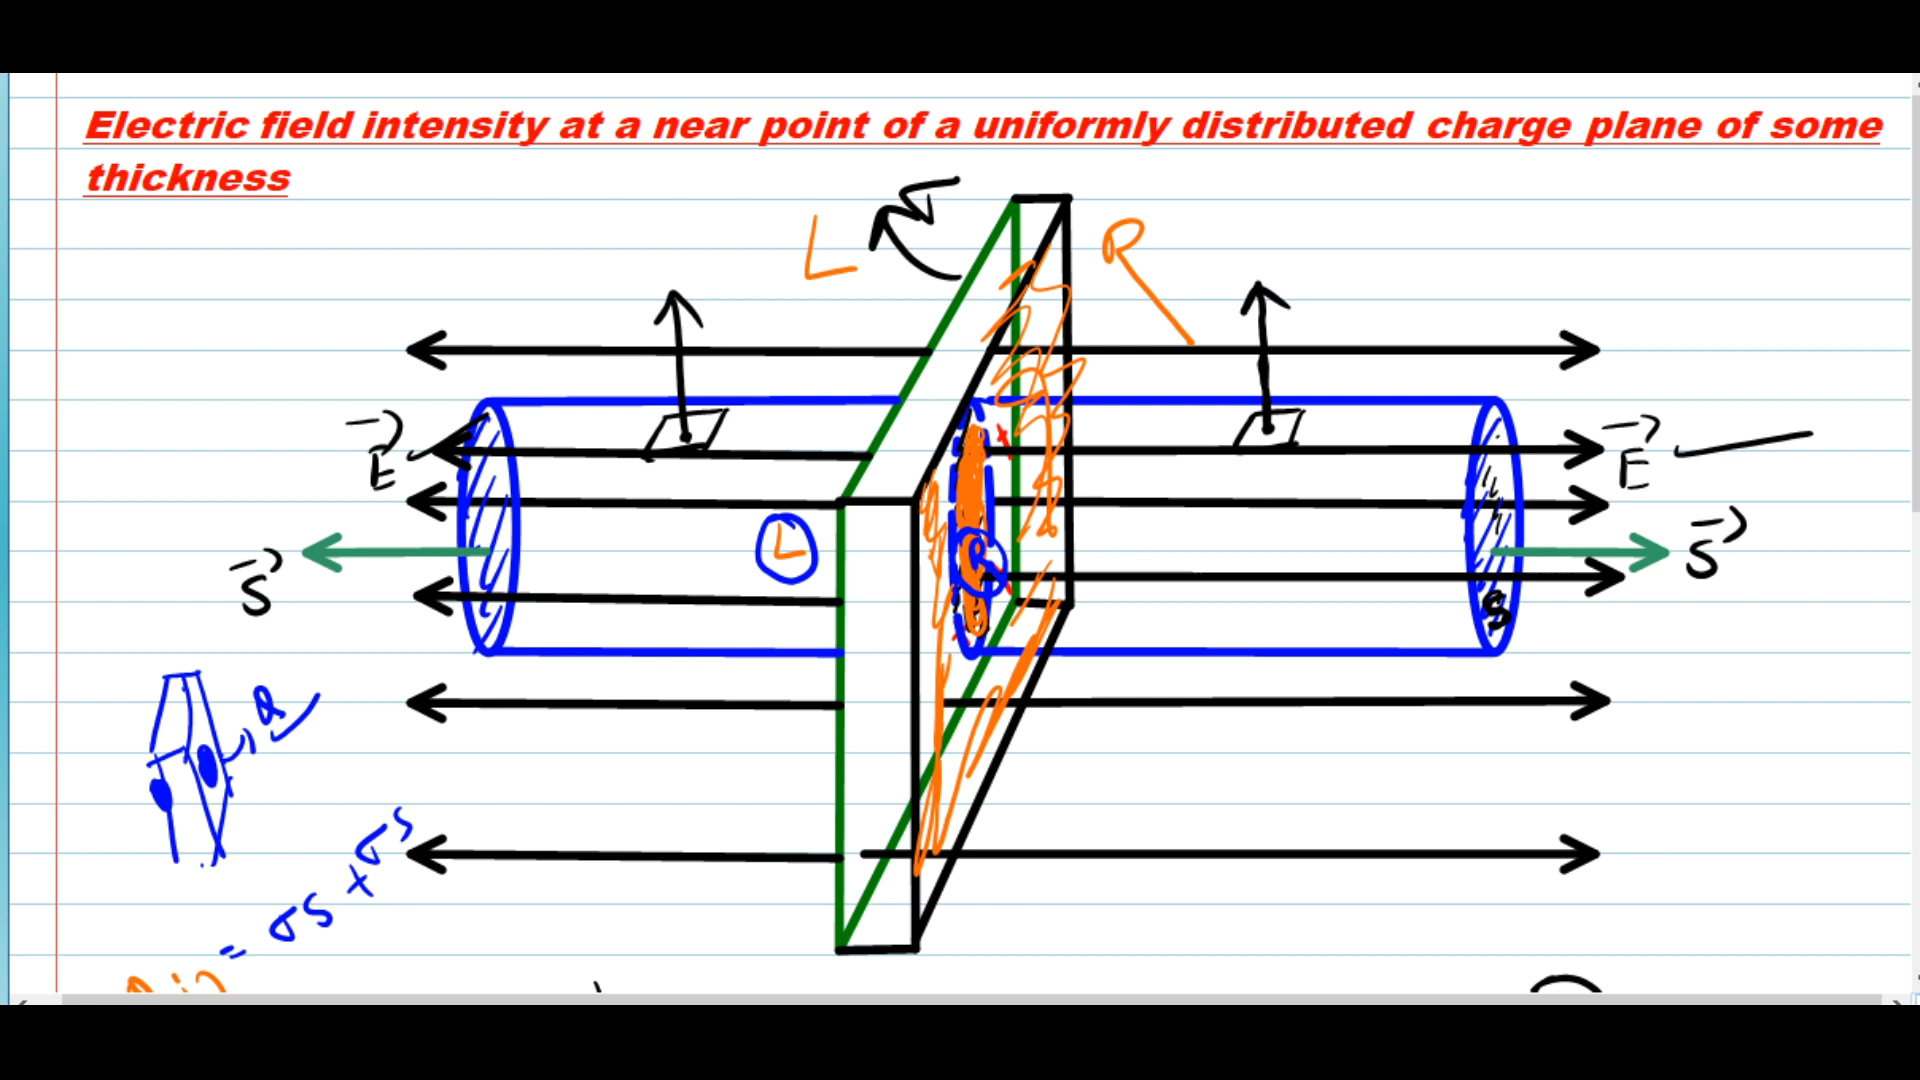 Electric field intensity at a near point of a uniformly distributed charge plane of some
thickness
L
R
E
E
L
S
S
S
= σS + σS